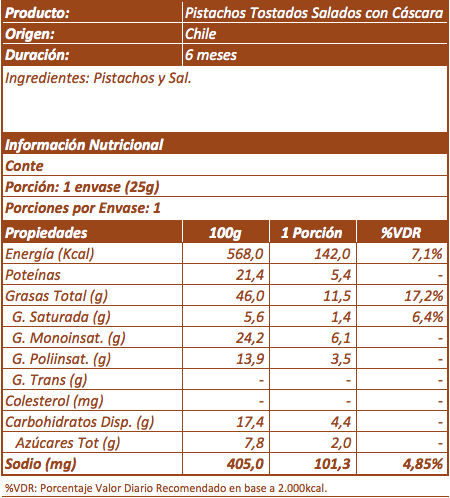 Producto: Pistachos Tostados Salados con Cáscara
Origen: Chile
Duración: 6 meses
Ingredientes: Pistachos y Sal.
Información Nutricional
Conte
Porción: 1 envase (25g)
Porciones por Envase: 1
Propiedades 100g 1 Porción %VDR
Energía (Kcal) 568,0 142,0 7,1%
Poteínas 21,4 5,4 -
Grasas Total (g) 46,0 11,5 17,2%
G. Saturada (g) 5,6 1,4 6,4%
G. Monoinsat. (g) 24,2 6,1 -
G. Poliinsat. (g) 13,9 3,5 -
G. Trans (g) - - -
Colesterol (mg) - - -
Carbohidratos Disp. (g) 17,4 4,4 -
Azúcares Tot (g) 7,8 2,0 -
Sodio (mg) 405,0 101,3 4,85%
%VDR: Porcentaje Valor Diario Recomendado en base a 2.000kcal.